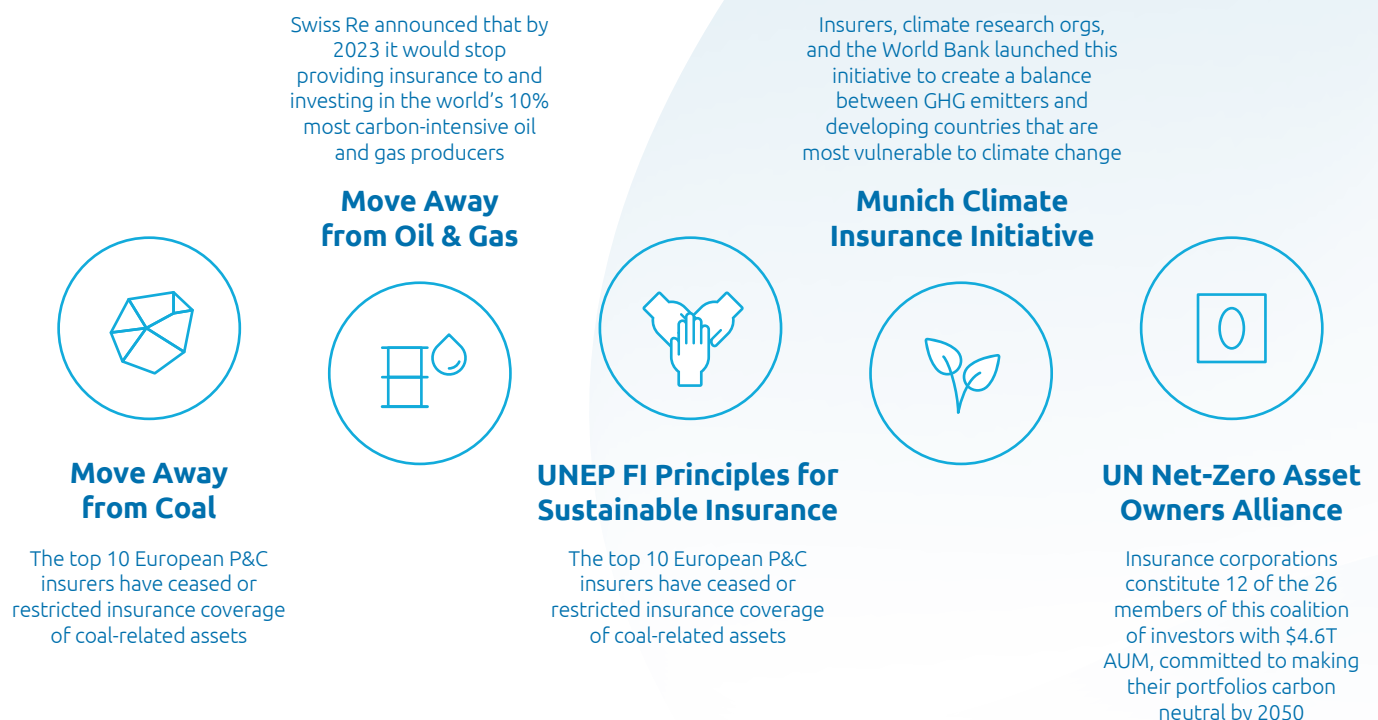 Move Away
from Coal
The top 10 European P&C
insurers have ceased or
restricted insurance coverage
of coal-related assets
Swiss Re announced that by
2023 it would stop
providing insurance to and
investing in the world’s 10%
most carbon-intensive oil
and gas producers
Move Away
from Oil & Gas
UNEP FI Principles for
Sustainable Insurance
The top 10 European P&C
insurers have ceased or
restricted insurance coverage
of coal-related assets
Insurers, climate research orgs,
and the World Bank launched this
initiative to create a balance
between GHG emitters and
developing countries that are
most vulnerable to climate change
Munich Climate
Insurance Initiative
UN Net-Zero Asset
Owners Alliance
Insurance corporations
constitute 12 of the 26
members of this coalition
of investors with $4.6T
AUM, committed to making
their portfolios carbon
neutral by 2050